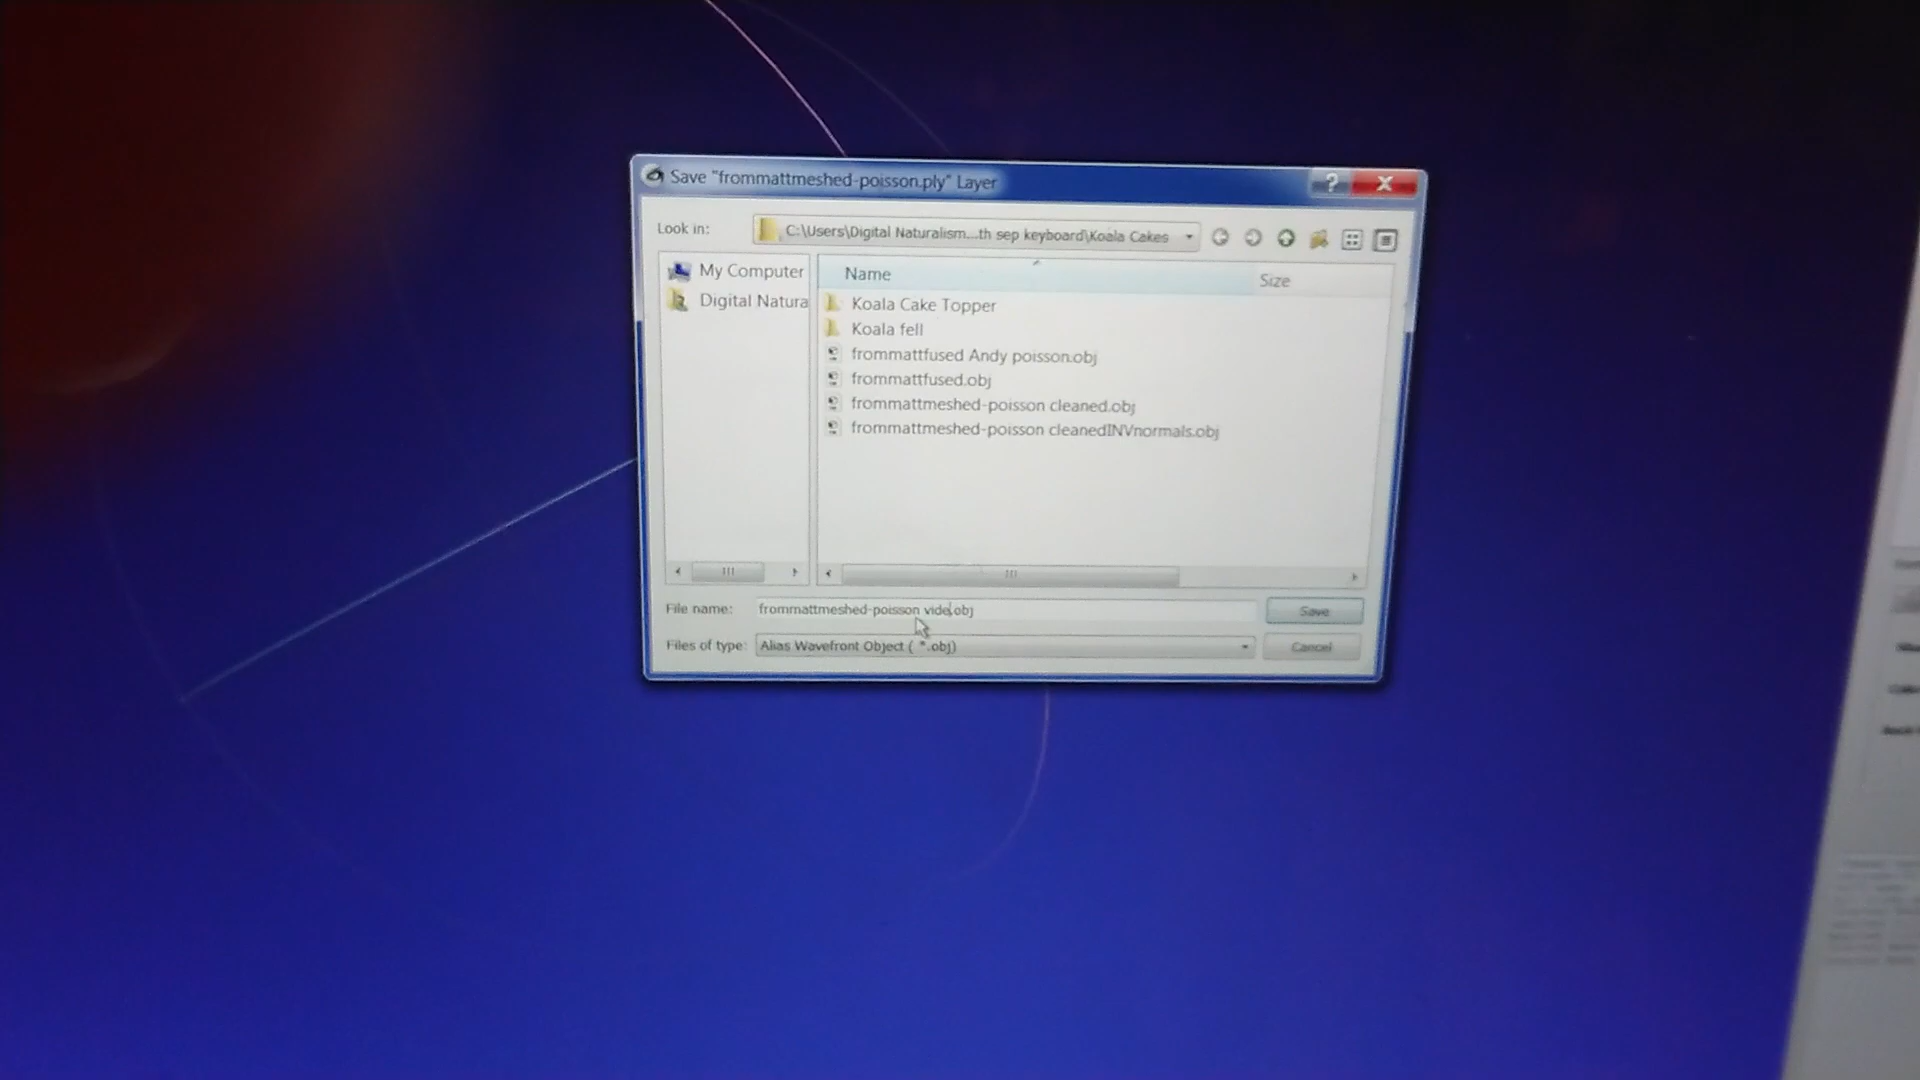 Save "frommattmeshed-poisson.ply" Layer
Look in: C:\Users\Digital Naturalism...th sep keyboard\Koala Cakes
My Computer
Digital Natura
Name Size
Koala Cake Topper
Koala fell
frommattfused Andy poisson.obj
frommattfused.obj
frommattmeshed-poisson cleaned.obj
frommattmeshed-poisson cleanedINVnormals.obj
File name: frommattmeshed-poisson vide.obj Save
Files of type: Alias Wavefront Object ( *.obj) Cancel